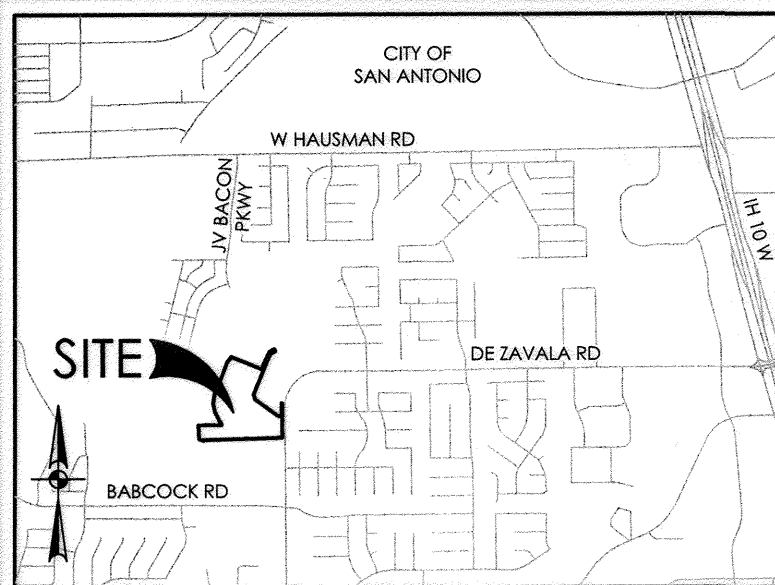 CITY OF
SAN ANTONIO
W HAUSMAN RD
JV BACON
PKWY
IH 10 W
SITE
DE ZAVALA RD
BABCOCK RD